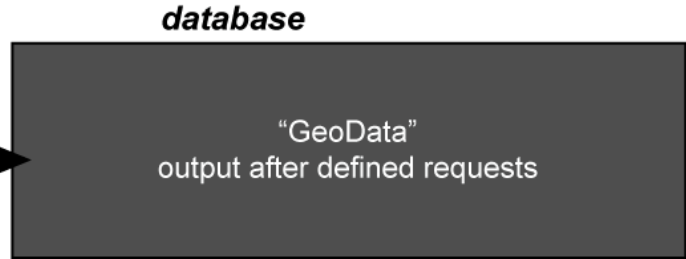 database
“GeoData”
output after defined requests